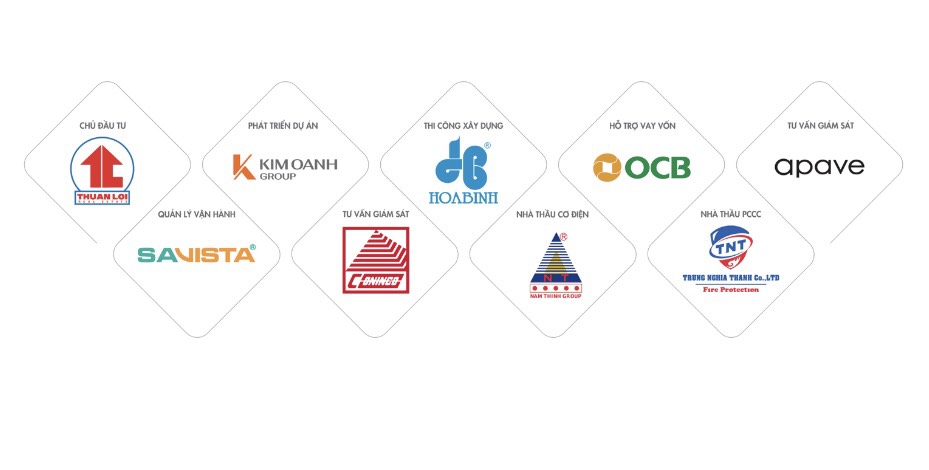 CHỦ ĐẦU TƯ
THUAN LOI
REAL ESTATE
PHÁT TRIỂN DỰ ÁN
KIM OANH
GROUP
THI CÔNG XÂY DỰNG
HOABINH
HỖ TRỢ VAY VỐN
OCB
TƯ VẤN GIÁM SÁT
apave
QUẢN LÝ VẬN HÀNH
SAVISTA®
TƯ VẤN GIÁM SÁT
CONINCO
NHÀ THẦU CƠ ĐIỆN
N T
NAM THINH GROUP
NHÀ THẦU PCCC
TNT
TRUNG NGHIA THANH Co.,LTD
Fire Protection